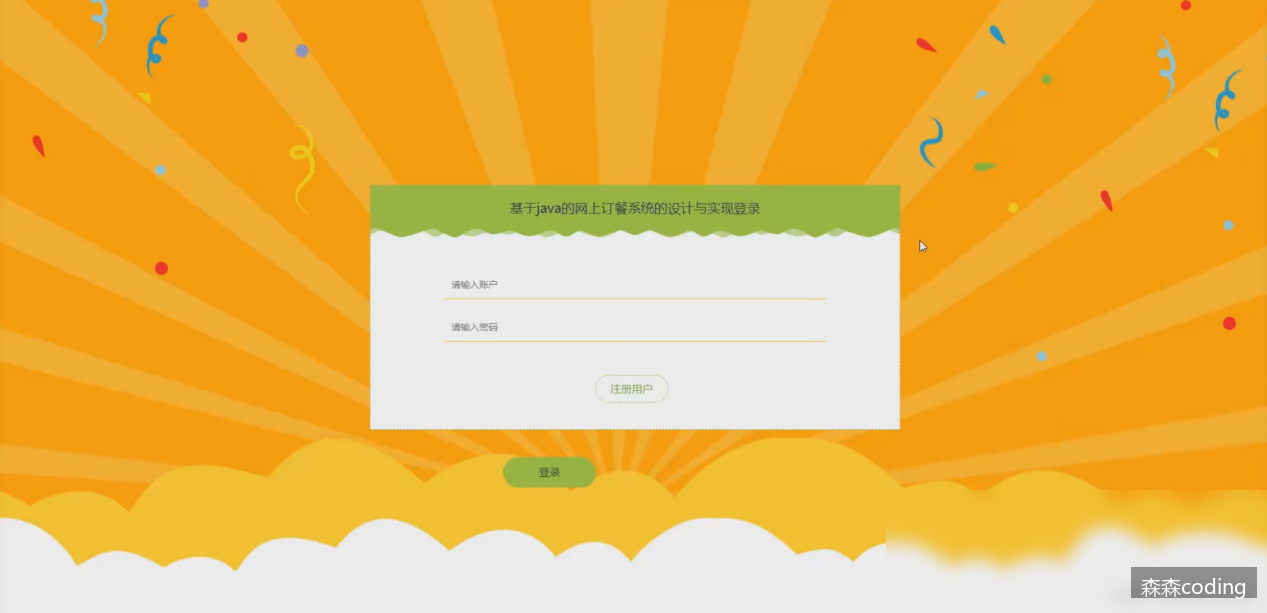 基于java的网上订餐系统的设计与实现登录
请输入账户
请输入密码
注册用户
登录
森森coding